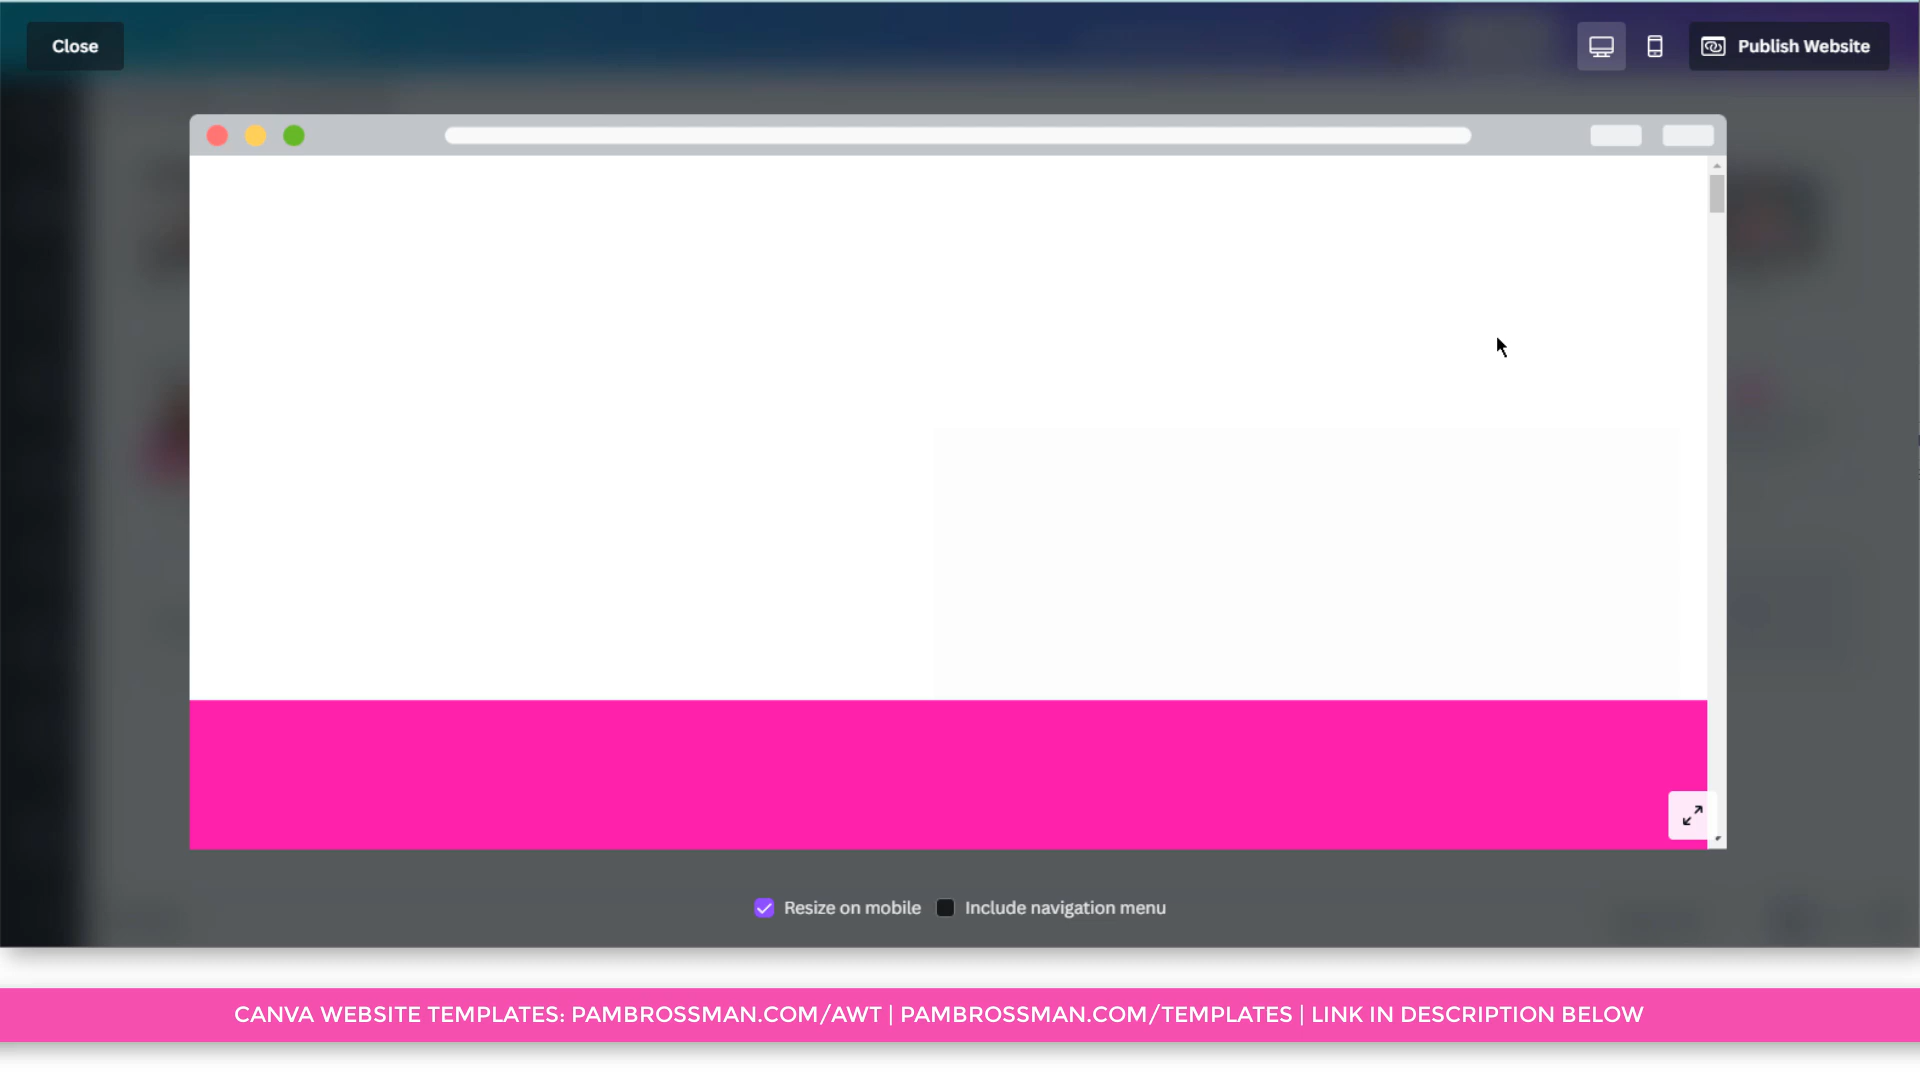 Close
Publish Website
Resize on mobile
Include navigation menu
CANVA WEBSITE TEMPLATES: PAMBROSSMAN.COM/AWT | PAMBROSSMAN.COM/TEMPLATES | LINK IN DESCRIPTION BELOW